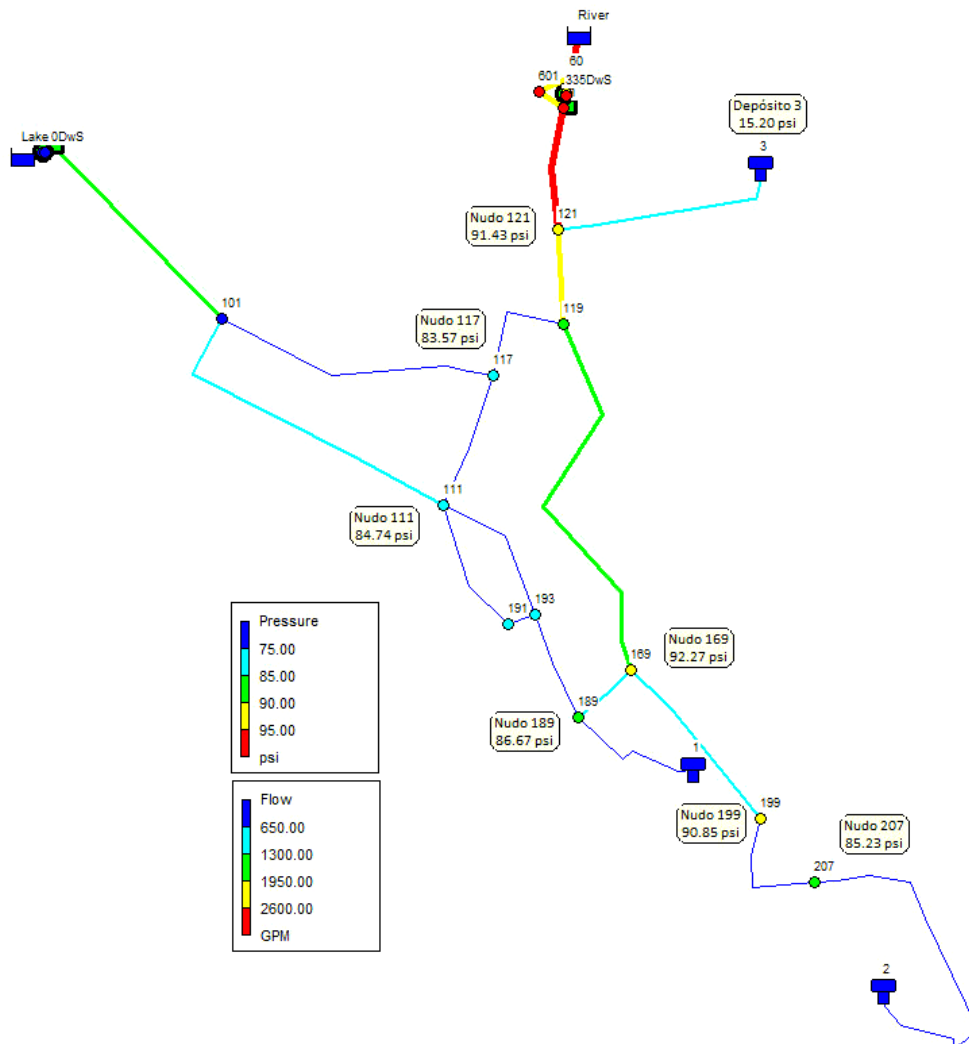 River
60
601
335DwS
Depósito 3
15.20 psi
Lake 0DwS
3
Nudo 121
91.43 psi
121
101
Nudo 117
83.57 psi
119
117
111
Nudo 111
84.74 psi
191
193
Nudo 169
92.27 psi
169
189
Nudo 189
86.67 psi
1
199
Nudo 199
90.85 psi
Nudo 207
85.23 psi
207
2
Pressure
75.00
85.00
90.00
95.00
psi
Flow
650.00
1300.00
1950.00
2600.00
GPM